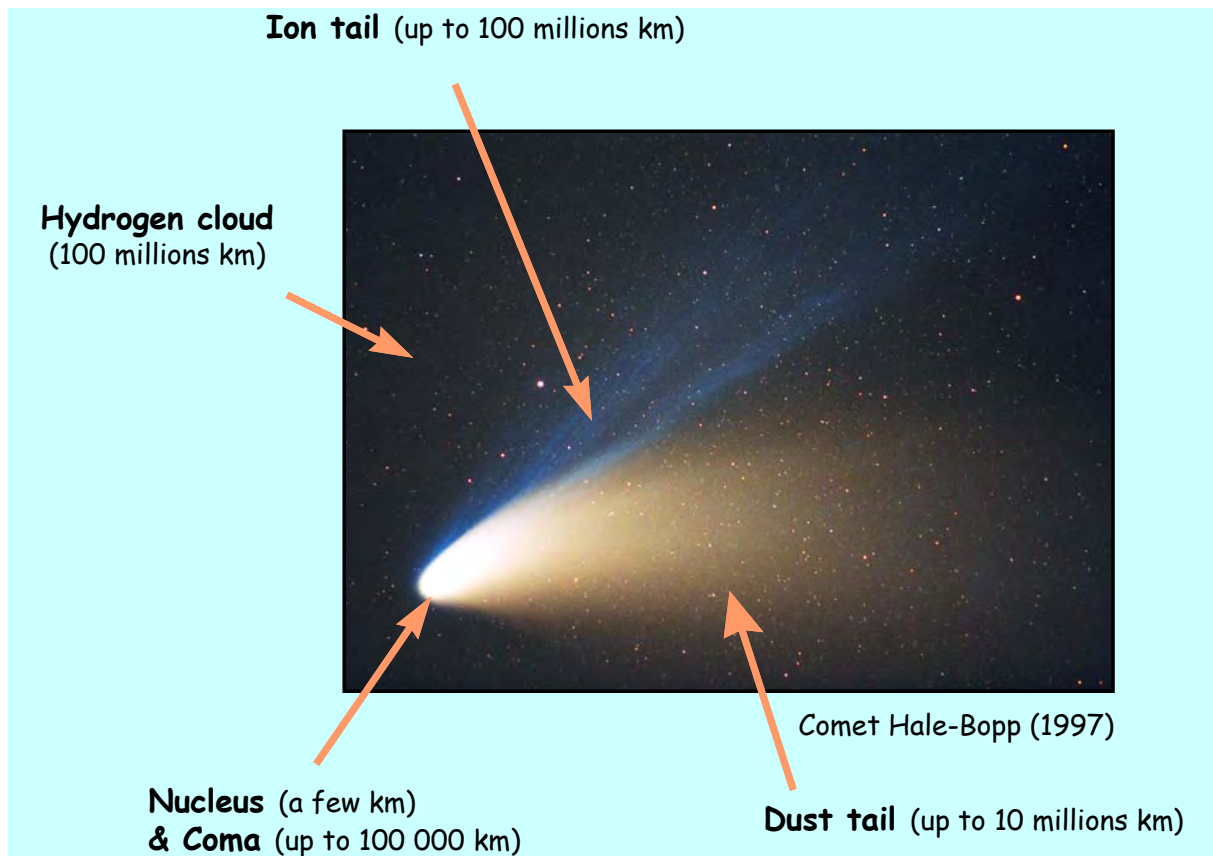 Ion tail (up to 100 millions km)
Hydrogen cloud
(100 millions km)
Comet Hale-Bopp (1997)
Nucleus (a few km)
& Coma (up to 100 000 km)
Dust tail (up to 10 millions km)